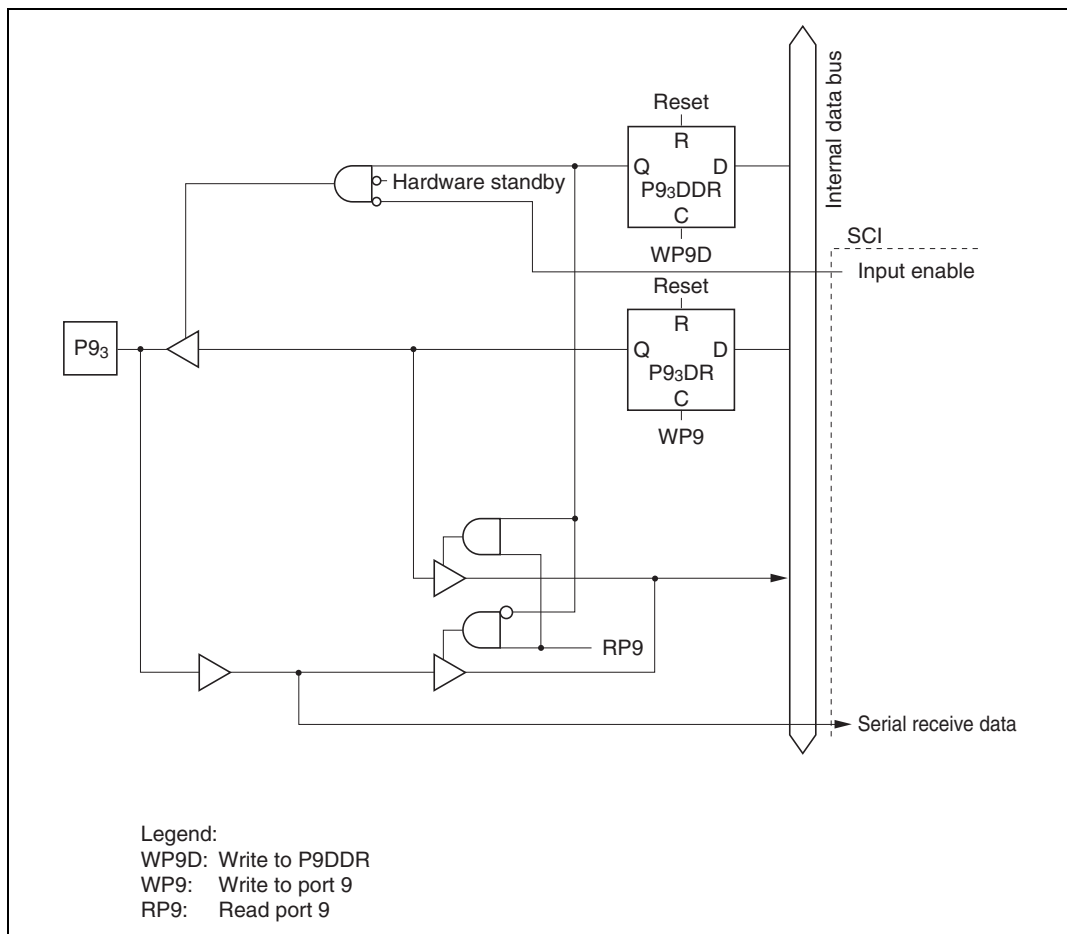 Reset
R
Q D
P93DDR
C
WP9D
Hardware standby
Internal data bus
SCI
Input enable
Reset
R
Q D
P93DR
C
WP9
P93
RP9
Serial receive data
Legend:
WP9D: Write to P9DDR
WP9: Write to port 9
RP9: Read port 9